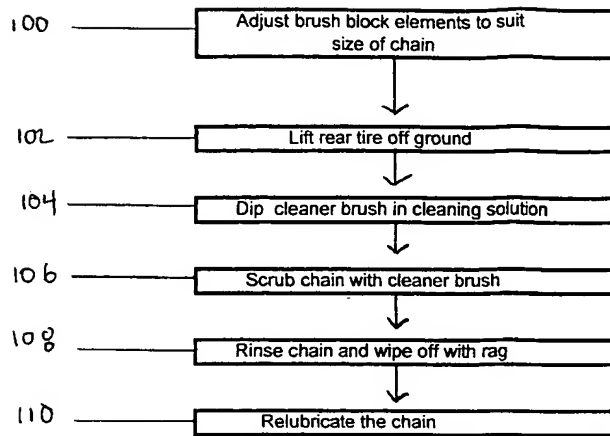 100 Adjust brush block elements to suit
size of chain
102 Lift rear tire off ground
104 Dip cleaner brush in cleaning solution
106 Scrub chain with cleaner brush
108 Rinse chain and wipe off with rag
110 Relubricate the chain